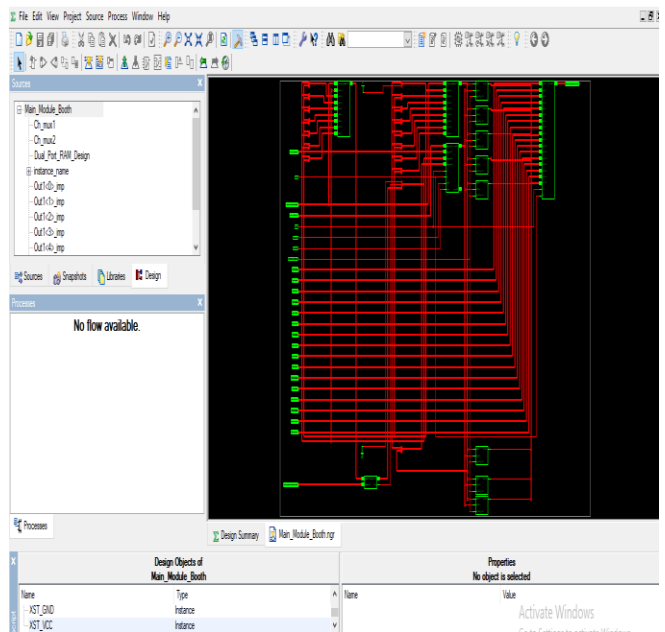 File Edit View Project Source Process Window Help
Sources
Main_Module_Booth
Ch_mux1
Ch_mux2
Dual_Port_RAM_Design
instance_name
Out1<0>_imp
Out1<1>_imp
Out1<2>_imp
Out1<3>_imp
Out1<4>_imp
Sources Snapshots Libraries Design
Processes
No flow available.
Processes
Design Summary Main_Module_Booth.ngr
Design Objects of
Main_Module_Booth
Properties
No object is selected
Name Type Name Value
XST_GND Instance
XST_VCC Instance
Activate Windows